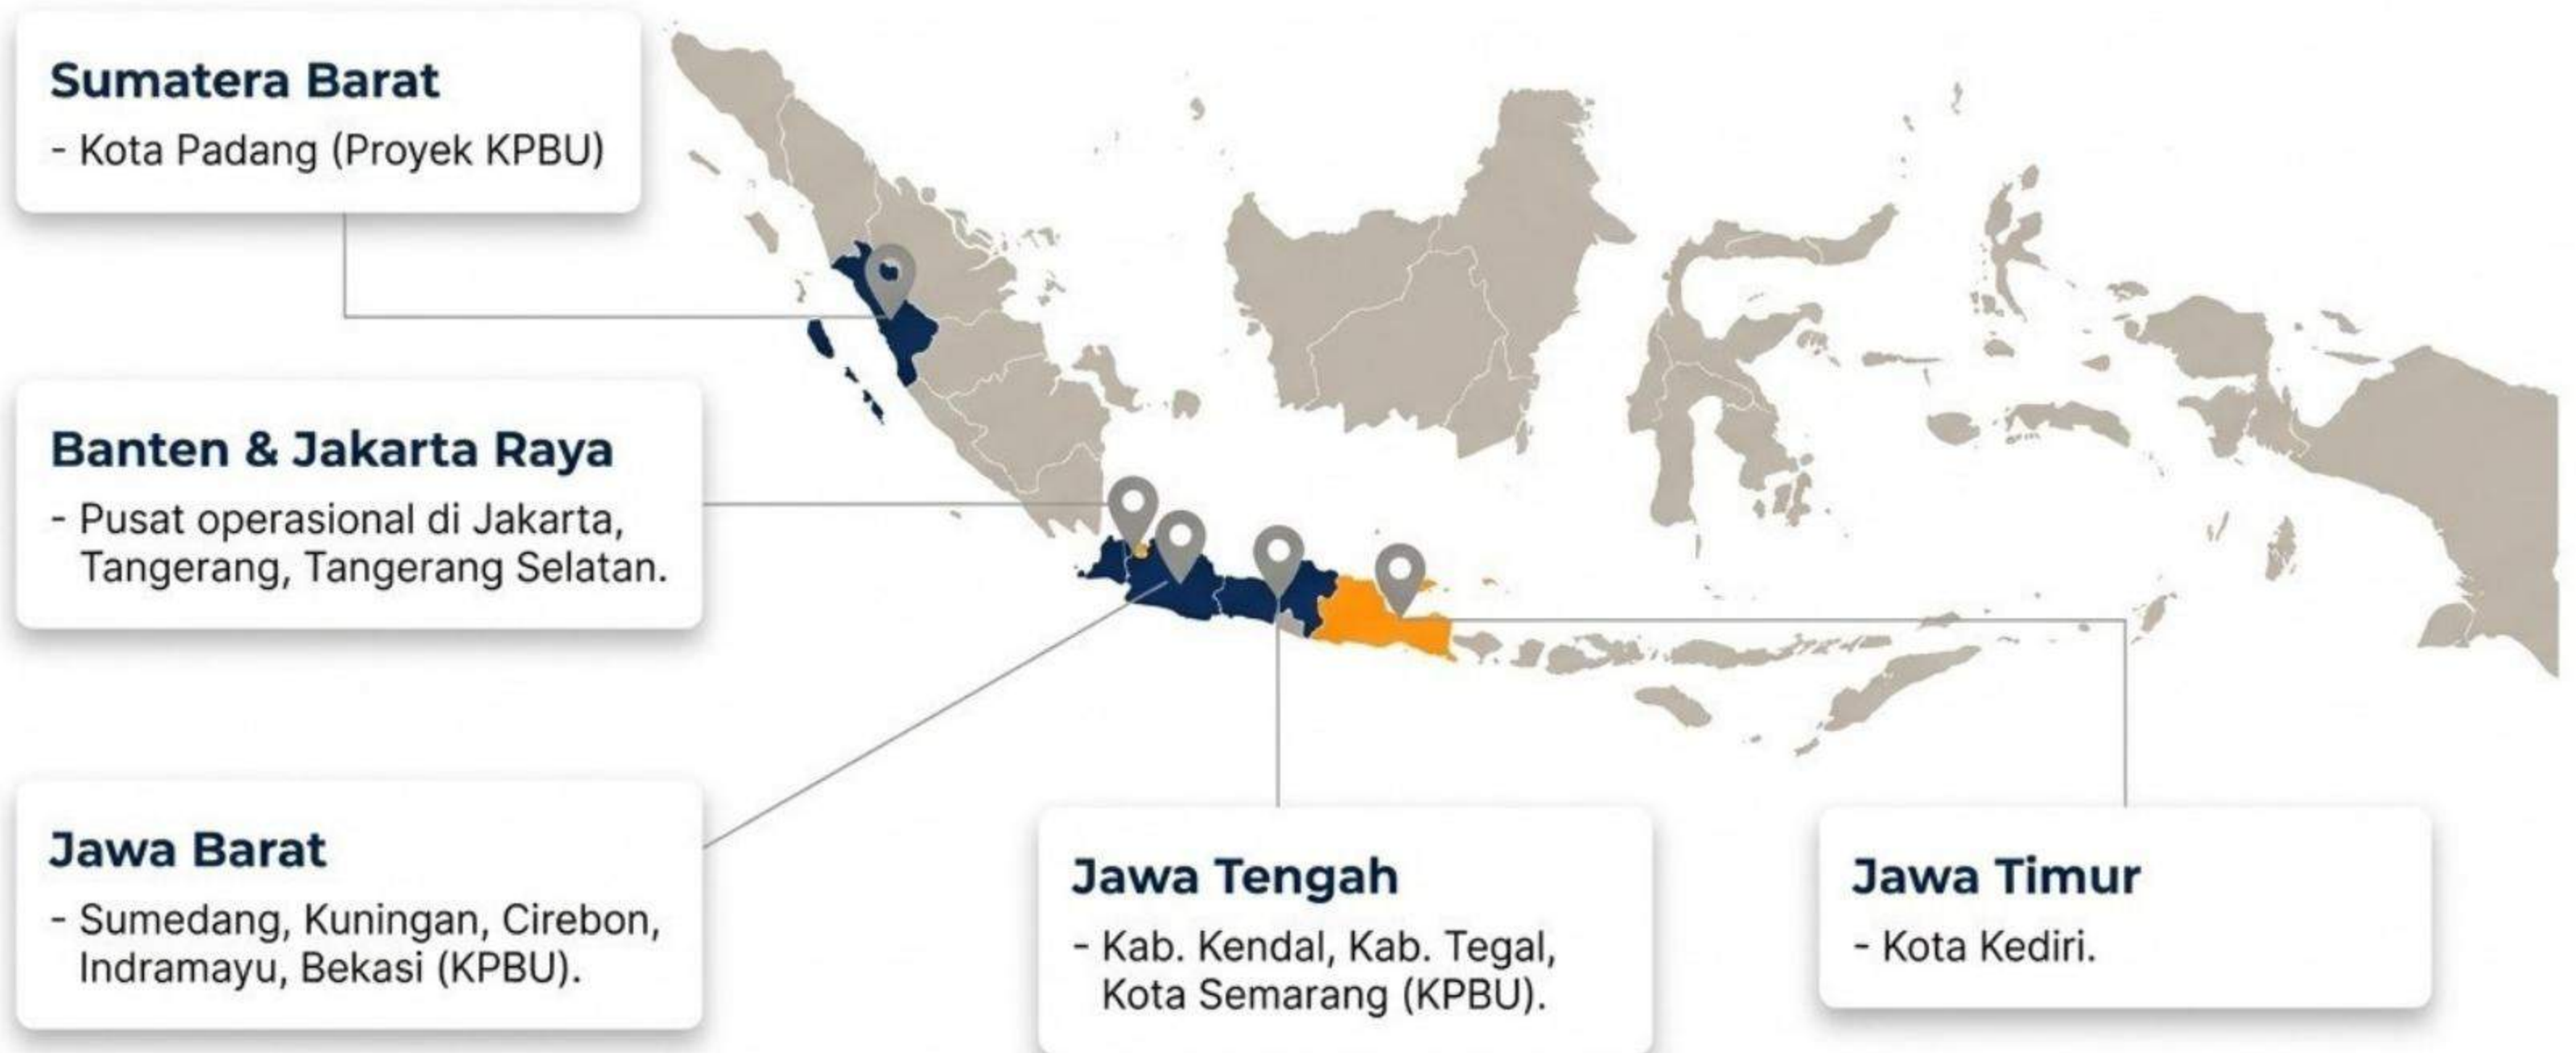 Sumatera Barat
- Kota Padang (Proyek KPBU)
Banten & Jakarta Raya
- Pusat operasional di Jakarta,
Tangerang, Tangerang Selatan.
Jawa Barat
- Sumedang, Kuningan, Cirebon,
Indramayu, Bekasi (KPBU).
Jawa Tengah
- Kab. Kendal, Kab. Tegal,
Kota Semarang (KPBU).
Jawa Timur
- Kota Kediri.